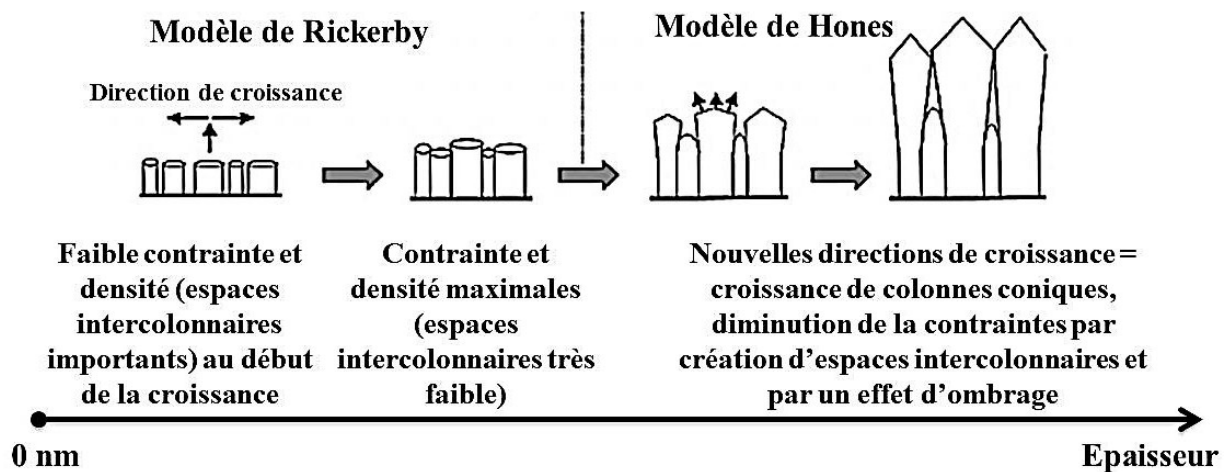 Modèle de Rickerby
Modèle de Hones
Direction de croissance
Faible contrainte et
densité (espaces
intercolonnaires
importants) au début
de la croissance
Contrainte et
densité maximales
(espaces
intercolonnaires très
faible)
Nouvelles directions de croissance =
croissance de colonnes coniques,
diminution de la contraintes par
création d'espaces intercolonnaires et
par un effet d'ombrage
0 nm
Epaisseur